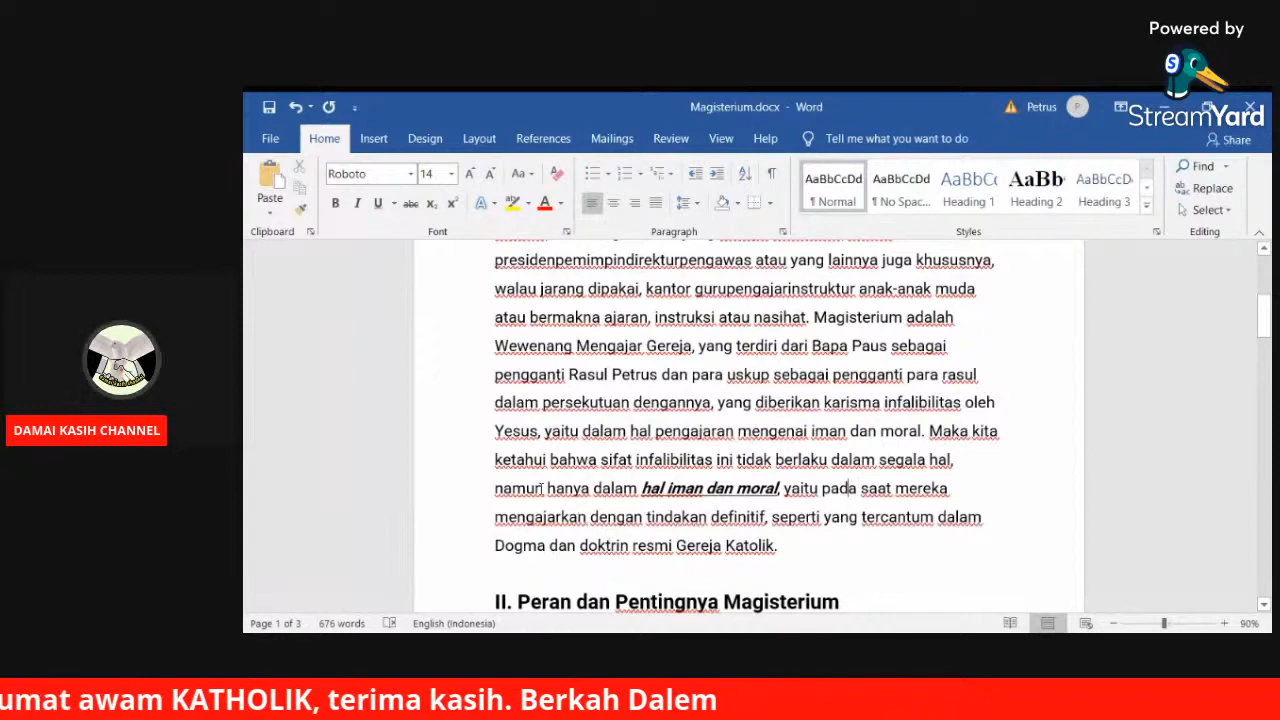 Powered by
StreamYard
Magisterium.docx - Word
Petrus
P
File Home Insert Design Layout References Mailings Review View Help Tell me what you want to do
Share
Paste
Clipboard
Roboto 14
Font
Paragraph
AaBbCcDd AaBbCcDd AaBbC AaBb AaBbCcD
¶ Normal ¶ No Spac... Heading 1 Heading 2 Heading 3
Styles
Find
Replace
Select
Editing
presidenpemimpindirekturpengawas atau yang lainnya juga khususnya,
walau jarang dipakai, kantor gurupengajarinstruktur anak-anak muda
atau bermakna ajaran, instruksi atau nasihat. Magisterium adalah
Wewenang Mengajar Gereja, yang terdiri dari Bapa Paus sebagai
pengganti Rasul Petrus dan para uskup sebagai pengganti para rasul
dalam persekutuan dengannya, yang diberikan karisma infalibilitas oleh
Yesus, yaitu dalam hal pengajaran mengenai iman dan moral. Maka kita
ketahui bahwa sifat infalibilitas ini tidak berlaku dalam segala hal,
namun hanya dalam hal iman dan moral, yaitu pada saat mereka
mengajarkan dengan tindakan definitif, seperti yang tercantum dalam
Dogma dan doktrin resmi Gereja Katolik.
II. Peran dan Pentingnya Magisterium
Page 1 of 3 676 words English (Indonesia) 90%
DAMAI KASIH CHANNEL
umat awam KATHOLIK, terima kasih. Berkah Dalem